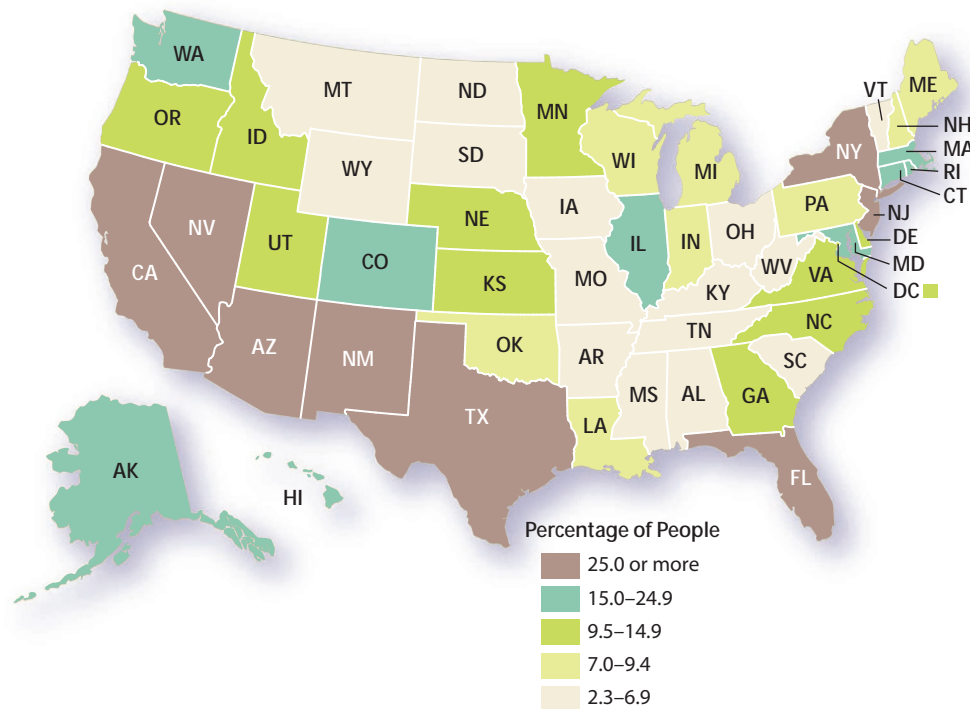 WA
MT
ND
MN
VT
ME
OR
ID
NH
MA
WI
NY
SD
MI
RI
WY
CT
IA
PA
NJ
NE
NV
OH
DE
UT
IL
IN
MD
CO
WV
CA
VA
DC
KS
MO
KY
NC
TN
AZ
OK
NM
AR
SC
MS
AL
GA
TX
LA
AK
FL
HI
Percentage of People
25.0 or more
15.0–24.9
9.5–14.9
7.0–9.4
2.3–6.9